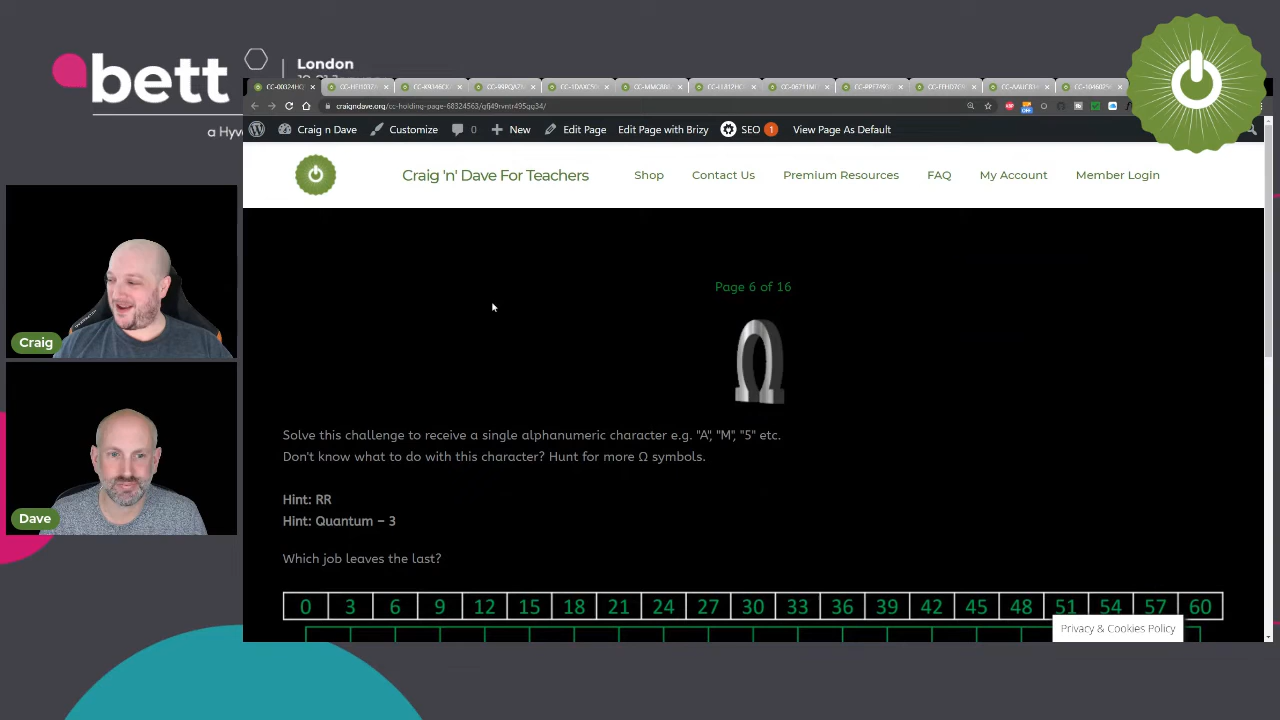 bett
London
a Hyv
CC-00324HQ
craigndave.org/cc-holding-page-68324563/gfj49rvntr495gq34/
Craig n Dave
Customize
0
New
Edit Page
Edit Page with Brizy
SEO
1
View Page As Default
Craig 'n' Dave For Teachers
Shop
Contact Us
Premium Resources
FAQ
My Account
Member Login
Page 6 of 16
Solve this challenge to receive a single alphanumeric character e.g. "A", "M", "5" etc.
Don't know what to do with this character? Hunt for more Ω symbols.
Hint: RR
Hint: Quantum – 3
Which job leaves the last?
0 3 6 9 12 15 18 21 24 27 30 33 36 39 42 45 48 51 54 57 60
Privacy & Cookies Policy
Craig
Dave